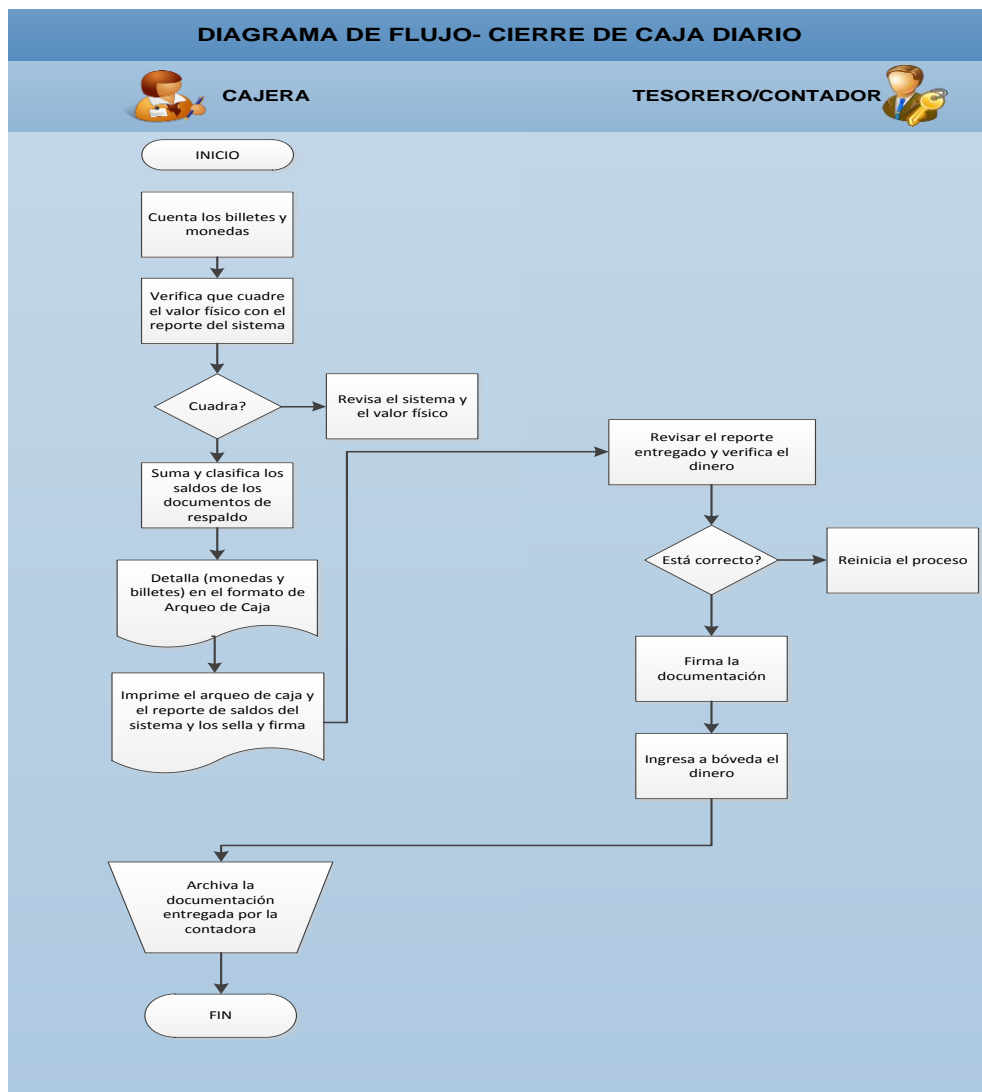 DIAGRAMA DE FLUJO- CIERRE DE CAJA DIARIO
CAJERA
TESORERO/CONTADOR
INICIO
Cuenta los billetes y
monedas
Verifica que cuadre
el valor físico con el
reporte del sistema
Cuadra?
Revisa el sistema y
el valor físico
Suma y clasifica los
saldos de los
documentos de
respaldo
Detalla (monedas y
billetes) en el formato de
Arqueo de Caja
Imprime el arqueo de caja y
el reporte de saldos del
sistema y los sella y firma
Revisar el reporte
entregado y verifica el
dinero
Está correcto?
Reinicia el proceso
Firma la
documentación
Ingresa a bóveda el
dinero
Archiva la
documentación
entregada por la
contadora
FIN